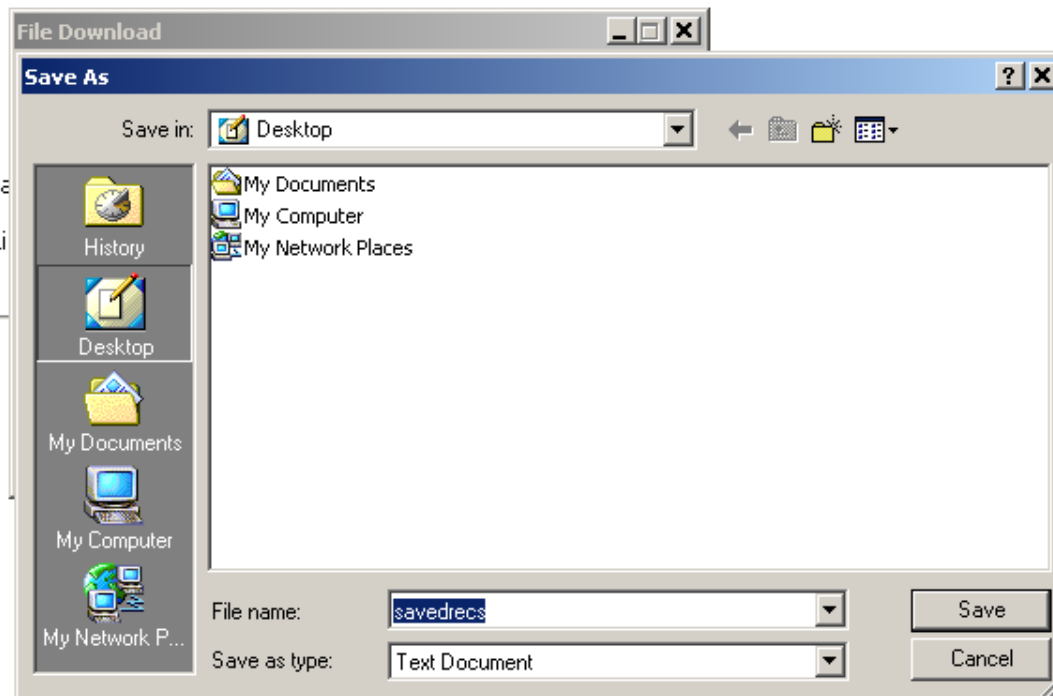 File Download
Save As
Save in: Desktop
My Documents
My Computer
My Network Places
History
Desktop
My Documents
My Computer
My Network P...
File name: savedrecs Save
Save as type: Text Document Cancel